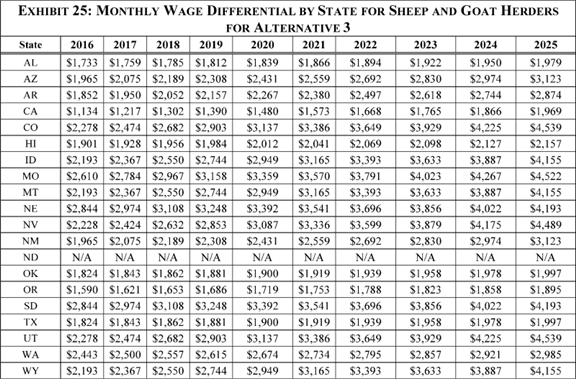 EXHIBIT 25: MONTHLY WAGE DIFFERENTIAL BY STATE FOR SHEEP AND GOAT HERDERS
FOR ALTERNATIVE 3
State 2016 2017 2018 2019 2020 2021 2022 2023 2024 2025
AL $1,733 $1,759 $1,785 $1,812 $1,839 $1,866 $1,894 $1,922 $1,950 $1,979
AZ $1,965 $2,075 $2,189 $2,308 $2,431 $2,559 $2,692 $2,830 $2,974 $3,123
AR $1,852 $1,950 $2,052 $2,157 $2,267 $2,380 $2,497 $2,618 $2,744 $2,874
CA $1,134 $1,217 $1,302 $1,390 $1,480 $1,573 $1,668 $1,765 $1,866 $1,969
CO $2,278 $2,474 $2,682 $2,903 $3,137 $3,386 $3,649 $3,929 $4,225 $4,539
HI $1,901 $1,928 $1,956 $1,984 $2,012 $2,041 $2,069 $2,098 $2,127 $2,157
ID $2,193 $2,367 $2,550 $2,744 $2,949 $3,165 $3,393 $3,633 $3,887 $4,155
MO $2,610 $2,784 $2,967 $3,158 $3,359 $3,570 $3,791 $4,023 $4,267 $4,522
MT $2,193 $2,367 $2,550 $2,744 $2,949 $3,165 $3,393 $3,633 $3,887 $4,155
NE $2,844 $2,974 $3,108 $3,248 $3,392 $3,541 $3,696 $3,856 $4,022 $4,193
NV $2,228 $2,424 $2,632 $2,853 $3,087 $3,336 $3,599 $3,879 $4,175 $4,489
NM $1,965 $2,075 $2,189 $2,308 $2,431 $2,559 $2,692 $2,830 $2,974 $3,123
ND N/A N/A N/A N/A N/A N/A N/A N/A N/A N/A
OK $1,824 $1,843 $1,862 $1,881 $1,900 $1,919 $1,939 $1,958 $1,978 $1,997
OR $1,590 $1,621 $1,653 $1,686 $1,719 $1,753 $1,788 $1,823 $1,858 $1,895
SD $2,844 $2,974 $3,108 $3,248 $3,392 $3,541 $3,696 $3,856 $4,022 $4,193
TX $1,824 $1,843 $1,862 $1,881 $1,900 $1,919 $1,939 $1,958 $1,978 $1,997
UT $2,278 $2,474 $2,682 $2,903 $3,137 $3,386 $3,649 $3,929 $4,225 $4,539
WA $2,443 $2,500 $2,557 $2,615 $2,674 $2,734 $2,795 $2,857 $2,921 $2,985
WY $2,193 $2,367 $2,550 $2,744 $2,949 $3,165 $3,393 $3,633 $3,887 $4,155